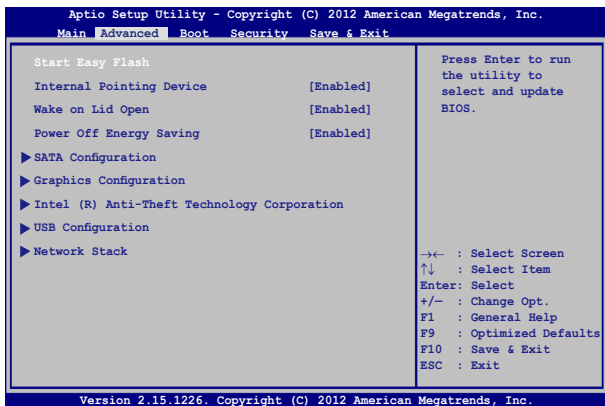 Aptio Setup Utility - Copyright (C) 2012 American Megatrends, Inc.
Main Advanced Boot Security Save & Exit
Start Easy Flash
Internal Pointing Device [Enabled]
Wake on Lid Open [Enabled]
Power Off Energy Saving [Enabled]
SATA Configuration
Graphics Configuration
Intel (R) Anti-Theft Technology Corporation
USB Configuration
Network Stack
Press Enter to run
the utility to
select and update
BIOS.
→← : Select Screen
↑↓ : Select Item
Enter: Select
+/— : Change Opt.
F1 : General Help
F9 : Optimized Defaults
F10 : Save & Exit
ESC : Exit
Version 2.15.1226. Copyright (C) 2012 American Megatrends, Inc.